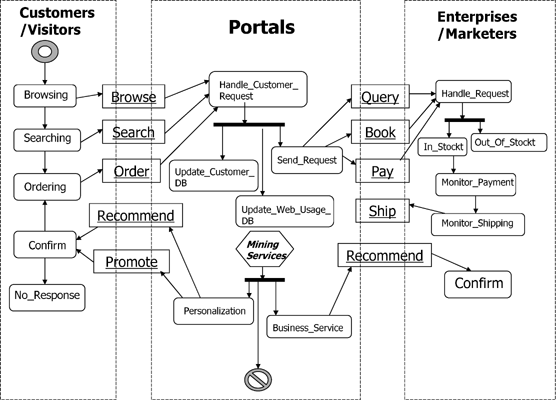 Customers
/Visitors
Portals
Enterprises
/Marketers
Browsing
Browse
Handle_Customer_
Request
Query
Handle_Request
Searching
Search
Book
In_Stockt
Out_Of_Stockt
Ordering
Order
Update_Customer_
DB
Send_Request
Pay
Monitor_Payment
Recommend
Update_Web_Usage_
DB
Ship
Monitor_Shipping
Confirm
Promote
Mining
Services
Recommend
Confirm
No_Response
Personalization
Business_Service